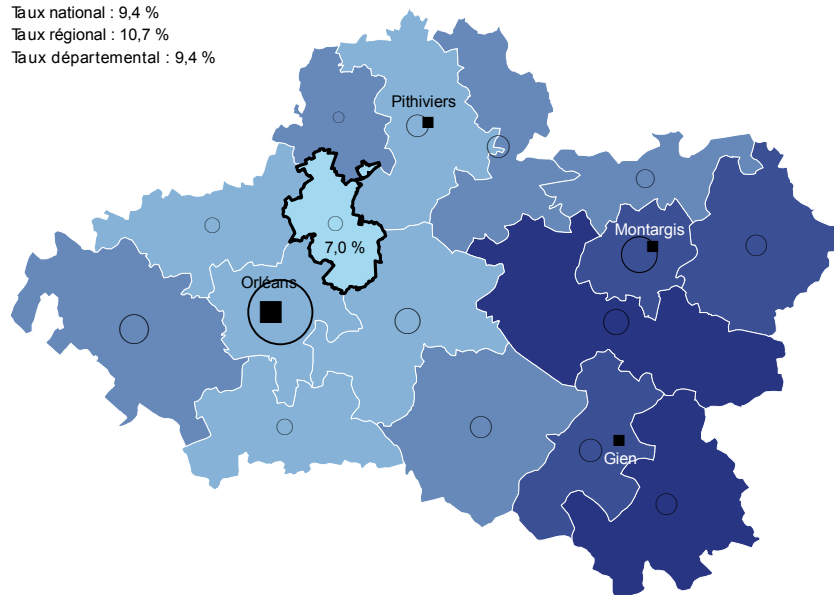 Taux national : 9,4 %
Taux régional : 10,7 %
Taux départemental : 9,4 %
Pithiviers
Montargis
7,0 %
Orléans
Gien